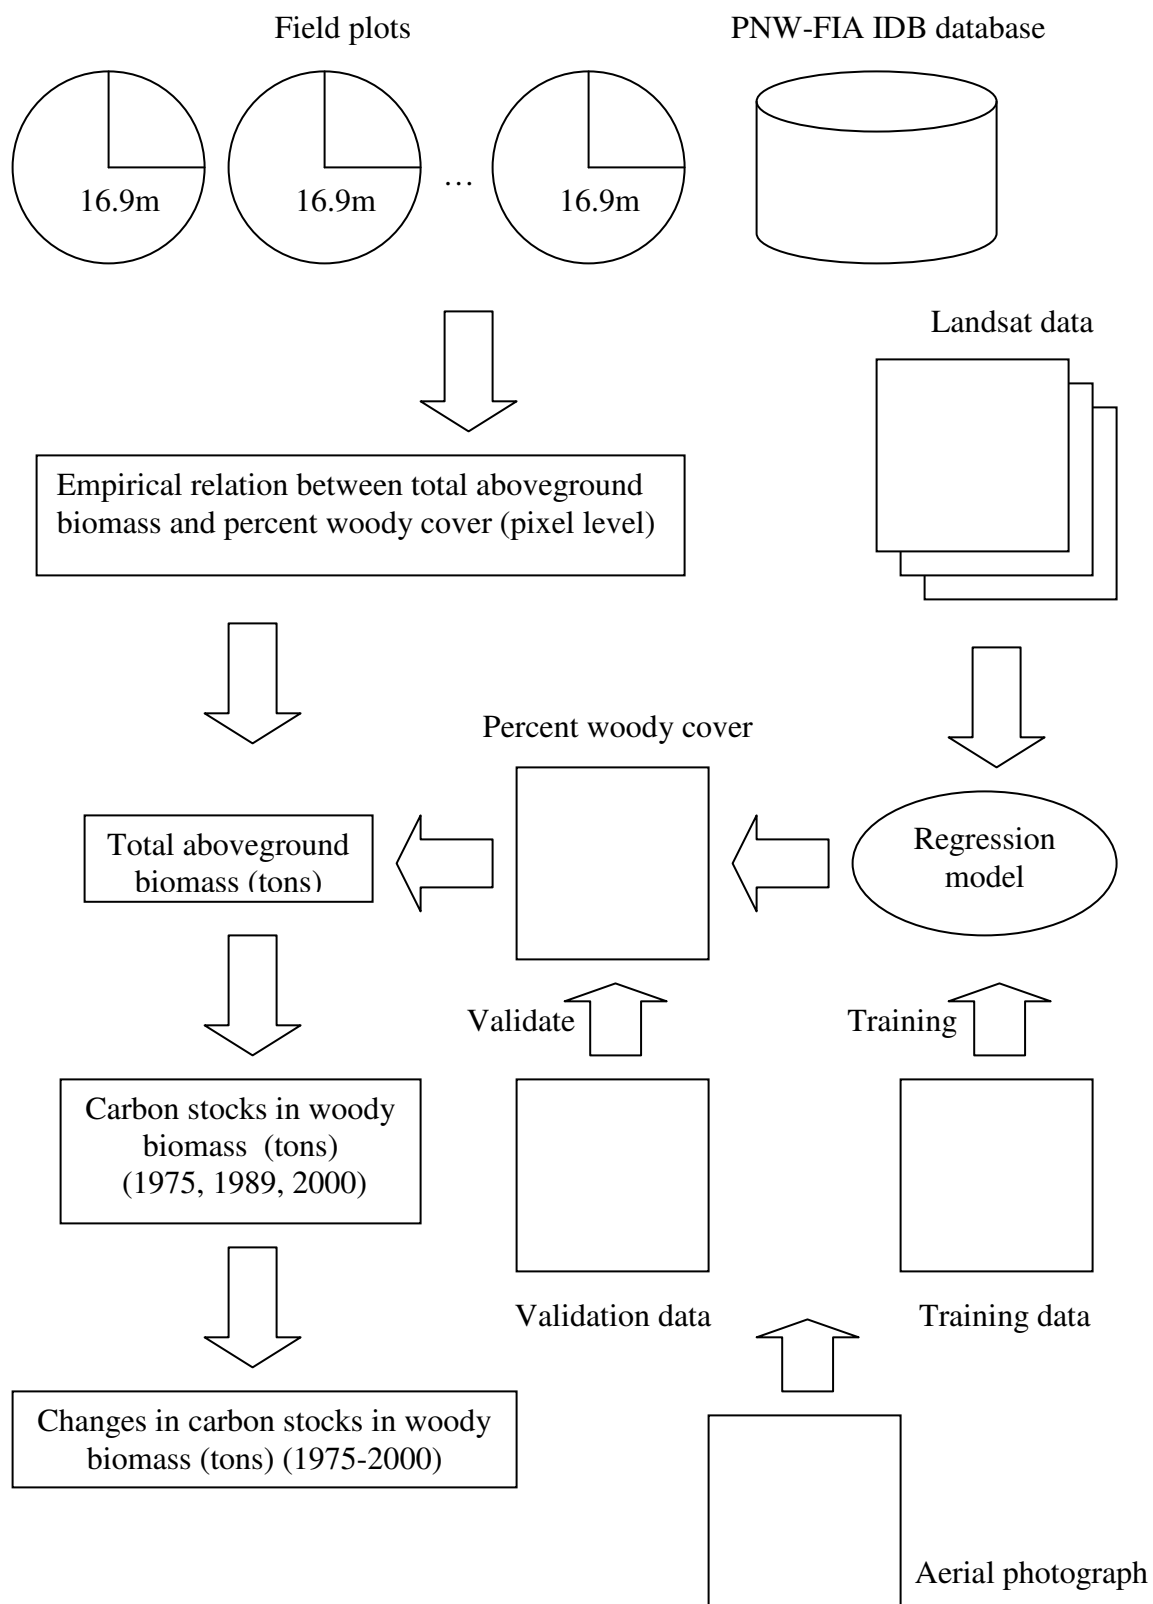 Field plots
PNW-FIA IDB database
16.9m
16.9m
...
16.9m
Landsat data
Empirical relation between total aboveground
biomass and percent woody cover (pixel level)
Percent woody cover
Total aboveground
biomass (tons)
Regression
model
Validate
Training
Carbon stocks in woody
biomass (tons)
(1975, 1989, 2000)
Validation data
Training data
Changes in carbon stocks in woody
biomass (tons) (1975-2000)
Aerial photograph